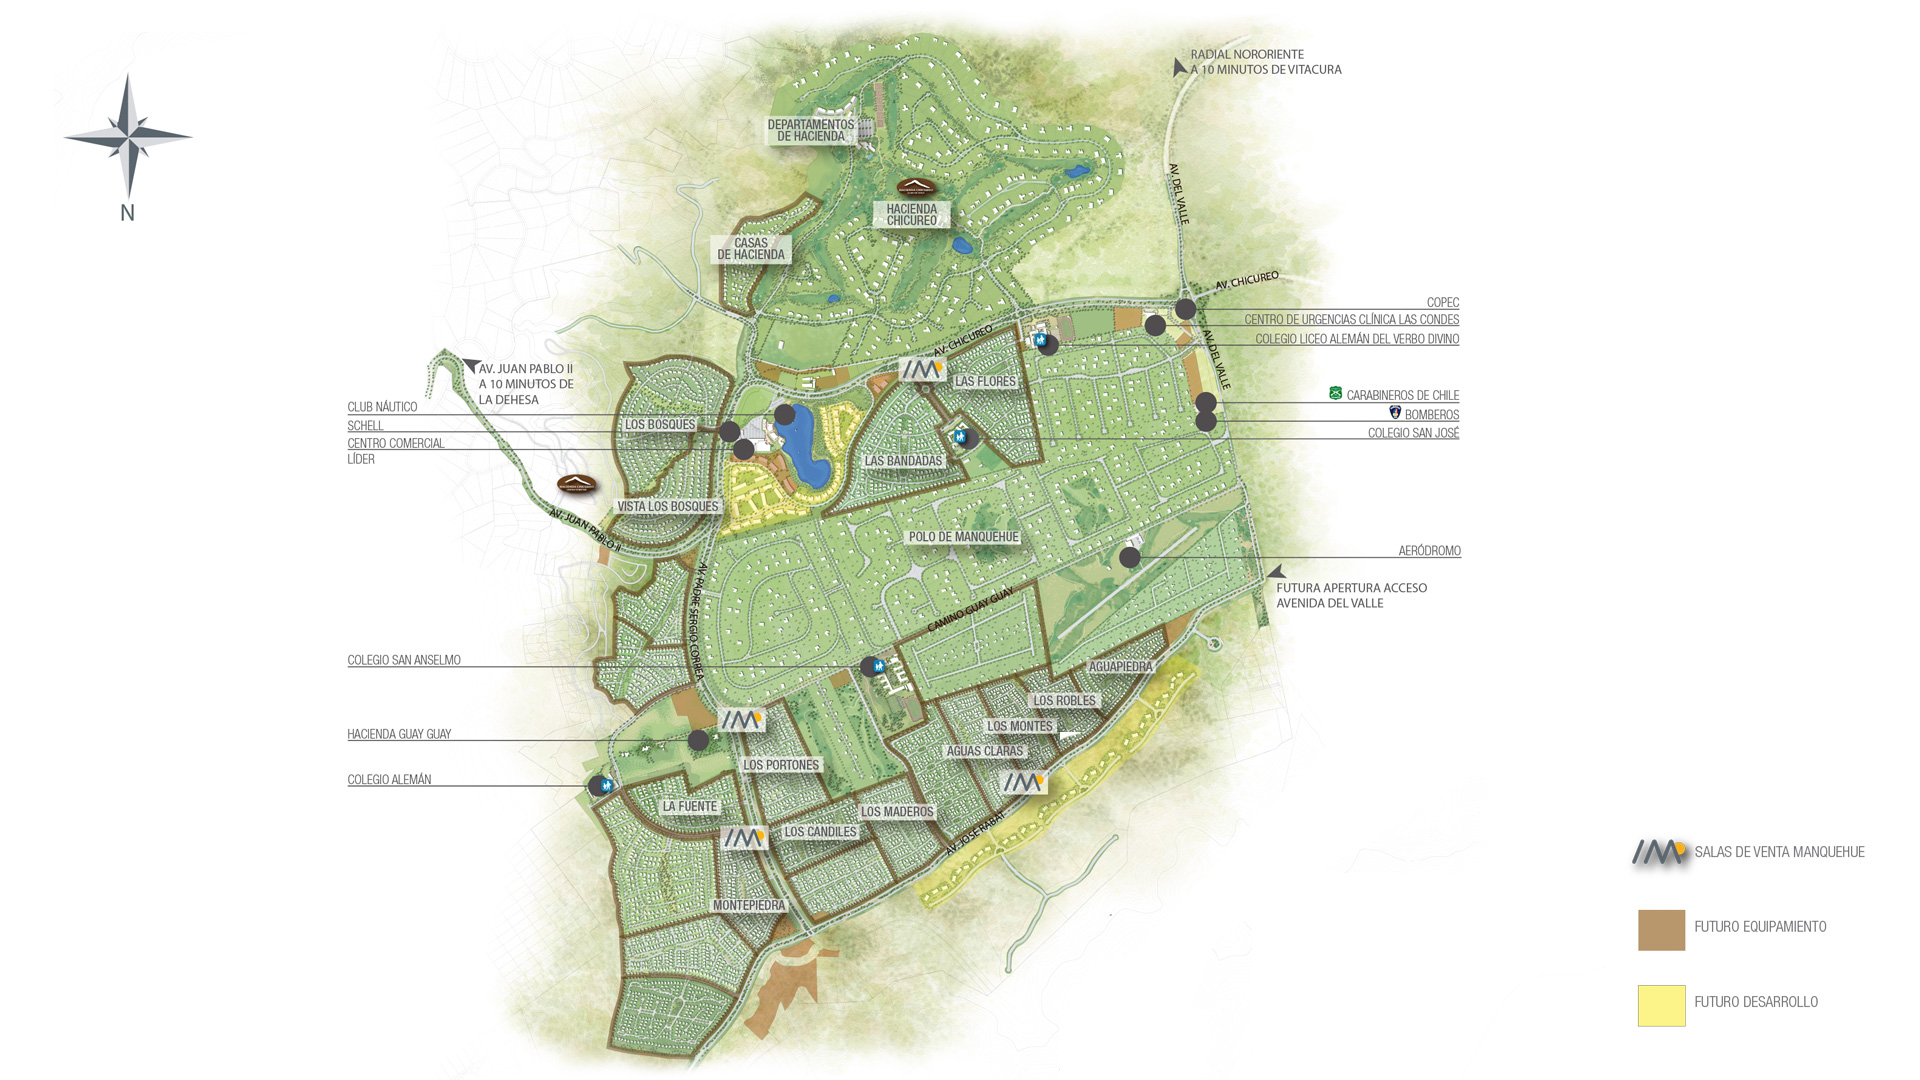 RADIAL NORORIENTE
A 10 MINUTOS DE VITACURA
DEPARTAMENTOS
DE HACIENDA
AV. DEL VALLE
N
HACIENDA
CHICUREO
CASAS
DE HACIENDA
AV. CHICUREO
COPEC
CENTRO DE URGENCIAS CLÍNICA LAS CONDES
COLEGIO LICEO ALEMÁN DEL VERBO DIVINO
AV. CHICUREO
AV. DEL VALLE
AV. JUAN PABLO II
A 10 MINUTOS DE
LA DEHESA
LAS FLORES
CARABINEROS DE CHILE
CLUB NÁUTICO
BOMBEROS
SCHELL
LOS BOSQUES
COLEGIO SAN JOSÉ
CENTRO COMERCIAL
LÍDER
LAS BANDADAS
VISTA LOS BOSQUES
AV. JUAN PABLO II
POLO DE MANQUEHUE
AERÓDROMO
FUTURA APERTURA ACCESO
AVENIDA DEL VALLE
AV. PADRE SERGIO CORREA
CAMINO GUAY GUAY
COLEGIO SAN ANSELMO
AGUAPIEDRA
LOS ROBLES
LOS MONTES
HACIENDA GUAY GUAY
AGUAS CLARAS
LOS PORTONES
COLEGIO ALEMÁN
LA FUENTE
LOS MADEROS
LOS CANDILES
AV. JOSE RABAT
MONTEPIEDRA
SALAS DE VENTA MANQUEHUE
FUTURO EQUIPAMIENTO
FUTURO DESARROLLO